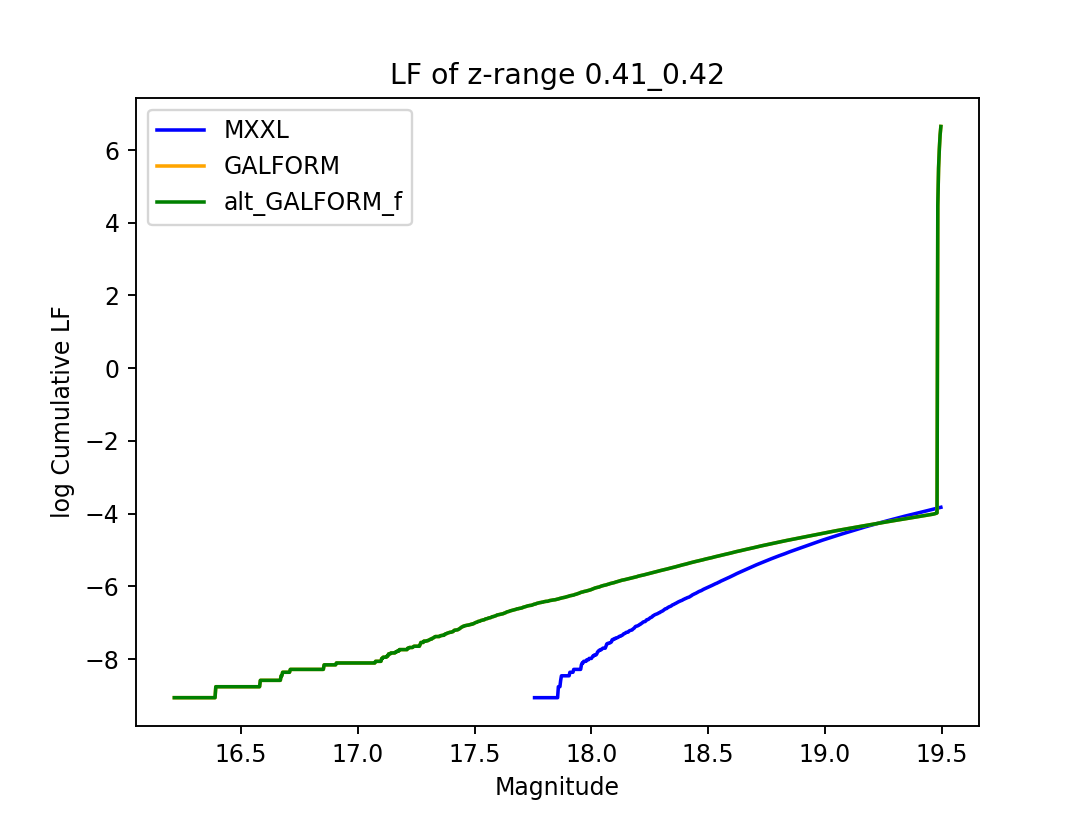 LF of z-range 0.41_0.42
MXXL
GALFORM
alt_GALFORM_f
log Cumulative LF
6
4
2
0
−2
−4
−6
−8
16.5 17.0 17.5 18.0 18.5 19.0 19.5
Magnitude